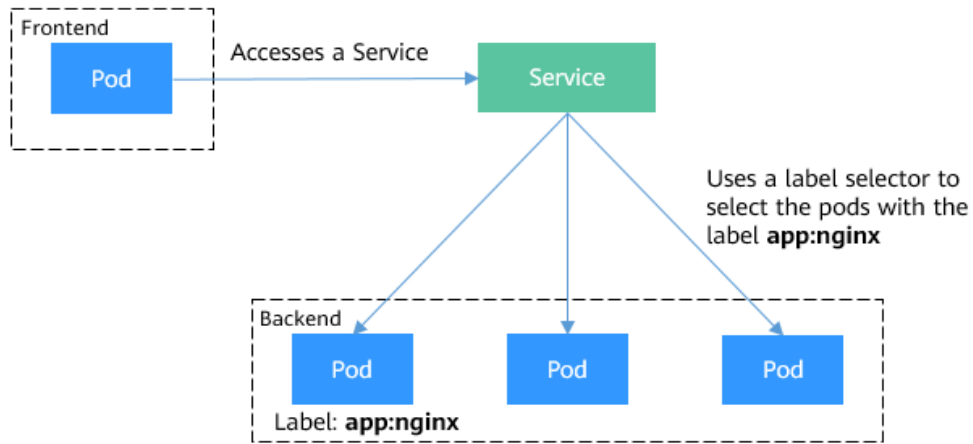 Frontend
Pod
Accesses a Service
Service
Uses a label selector to
select the pods with the
label app:nginx
Backend
Pod
Pod
Pod
Label: app:nginx